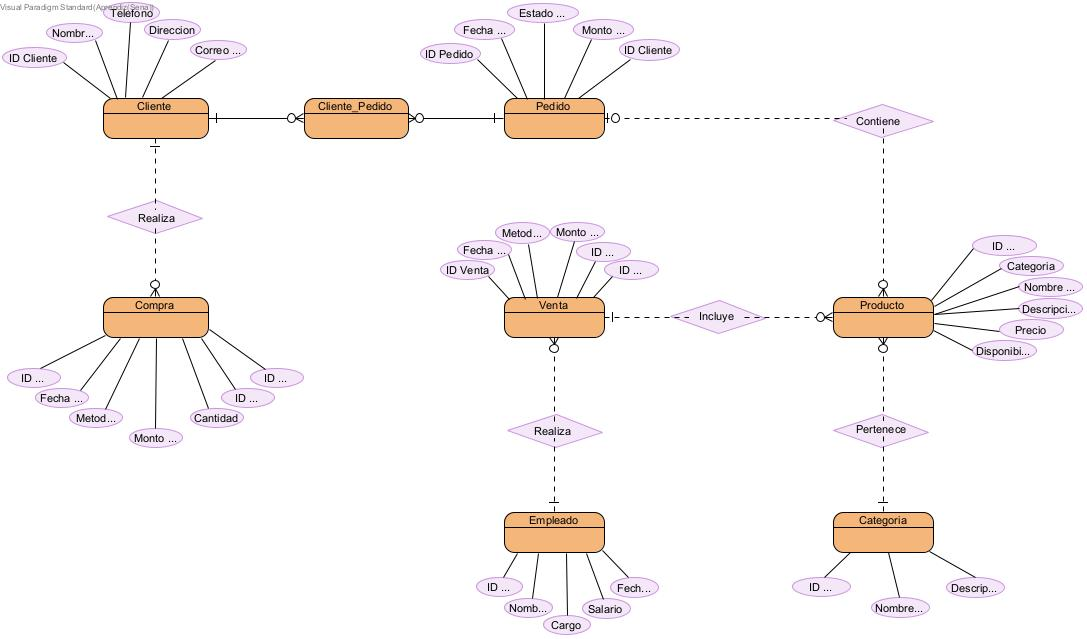 Visual Paradigm Standard(Aprendiz(Sena))
Telefono
Nombr...
Direccion
ID Cliente
Correo ...
Estado ...
Fecha ...
Monto ...
ID Pedido
ID Cliente
Cliente
Cliente_Pedido
Pedido
Contiene
Realiza
Metod...
Monto ...
Fecha ...
ID ...
ID Venta
ID ...
ID ...
Categoria
Nombre ...
Descripci...
Precio
Disponibi...
Compra
Venta
Incluye
Producto
ID ...
Fecha ...
Metod...
Monto ...
Cantidad
ID ...
ID ...
Realiza
Pertenece
Empleado
Categoria
ID ...
Nomb...
Cargo
Salario
Fech...
ID ...
Nombre...
Descrip...